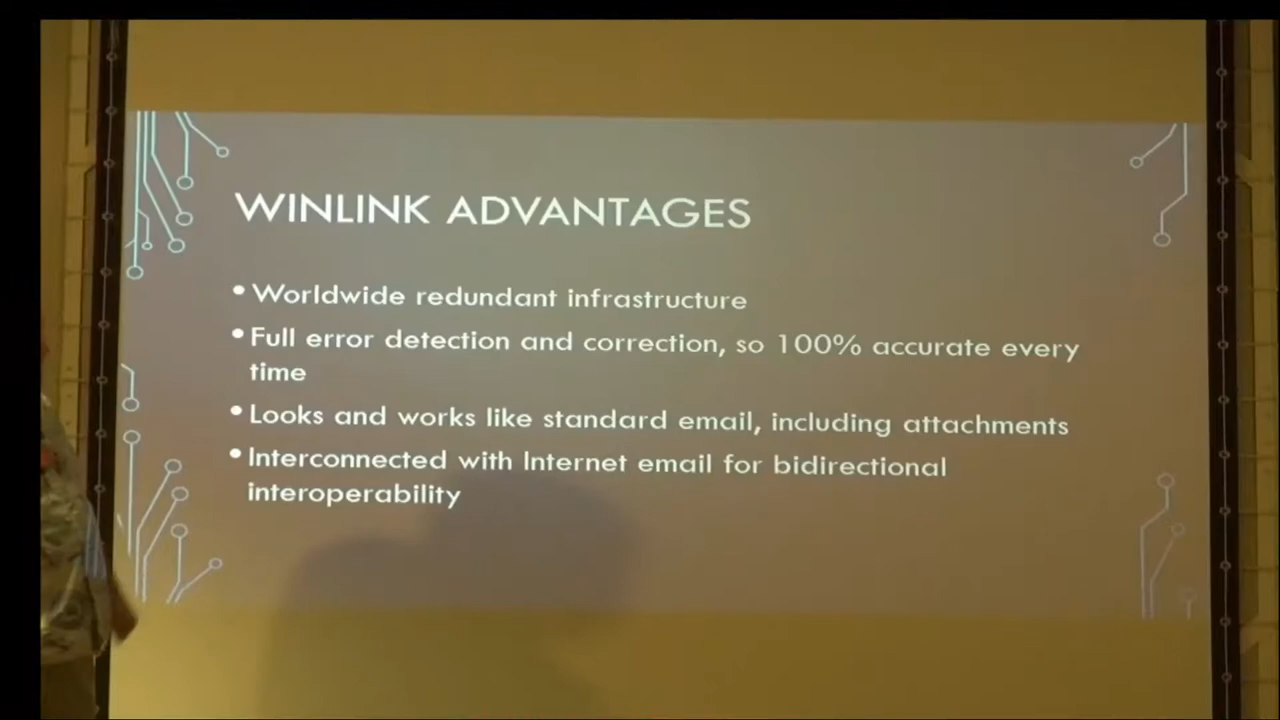 WINLINK ADVANTAGES
• Worldwide redundant infrastructure
• Full error detection and correction, so 100% accurate every
time
• Looks and works like standard email, including attachments
• Interconnected with Internet email for bidirectional
interoperability